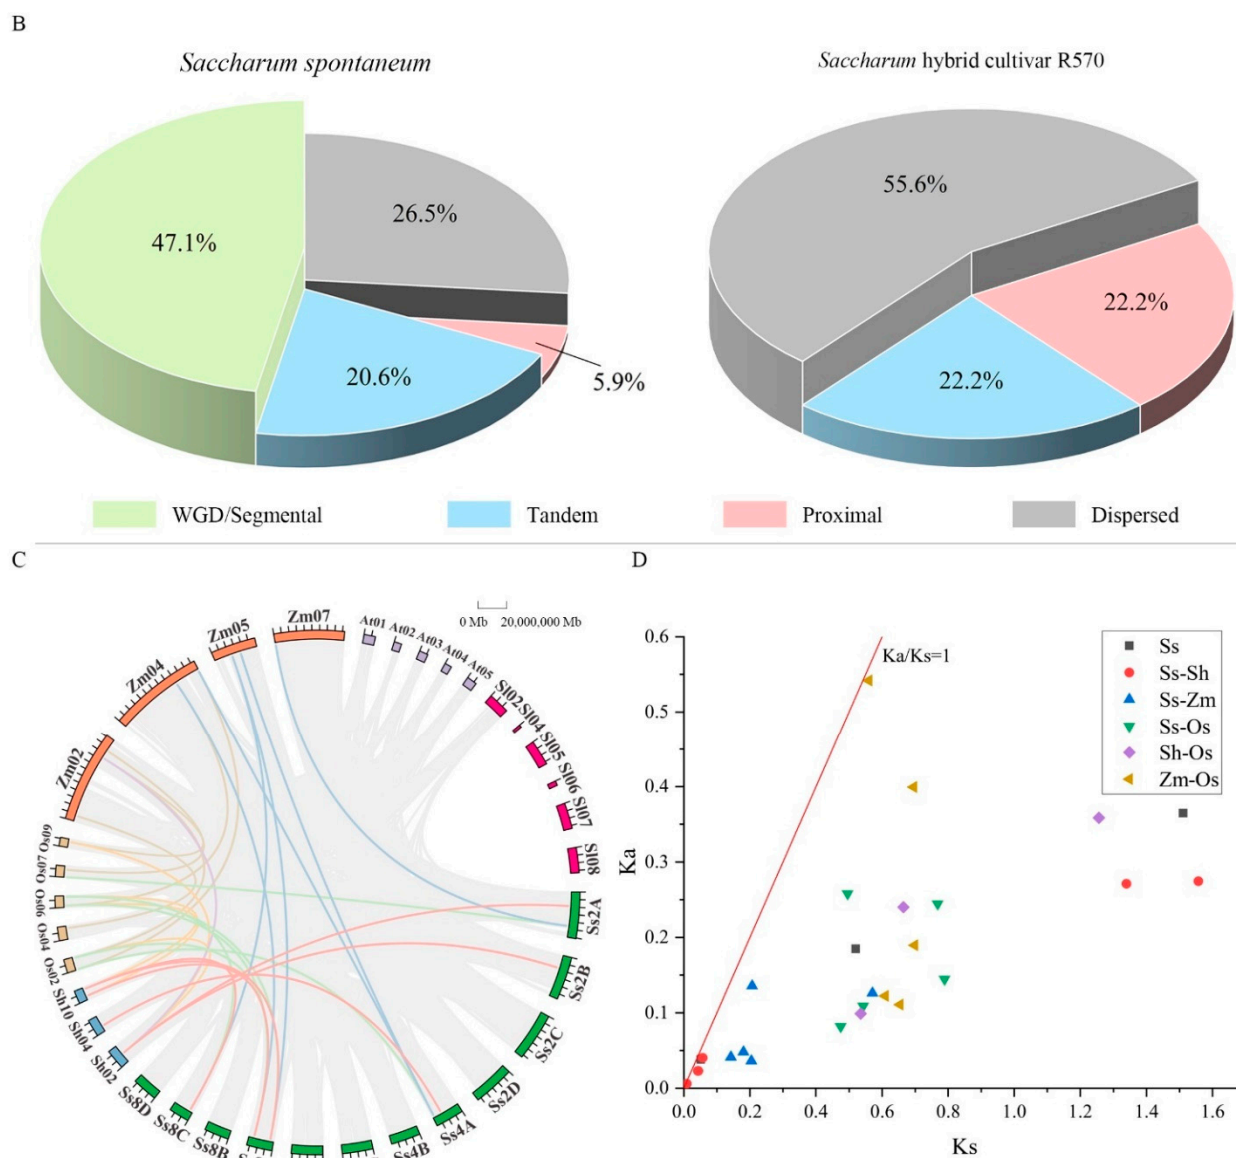 B
Saccharum spontaneum
Saccharum hybrid cultivar R570
47.1%
26.5%
20.6%
5.9%
55.6%
22.2%
22.2%
WGD/Segmental
Tandem
Proximal
Dispersed
C
0 Mb 20,000,000 Mb
Zm07
Zm05
Zm04
Zm02
At01
At02
At03
At04
At05
Sl02
Sl04
Sl05
Sl06
Sl07
Sl08
Ss2A
Ss2B
Ss2C
Ss2D
Ss4A
Ss4B
Ss8B
Ss8C
Ss8D
Sh02
Sh04
Sh10
Os02
Os04
Os06
Os07
Os09
D
Ka
0.6
0.5
0.4
0.3
0.2
0.1
0.0
Ka/Ks=1
Ss
Ss-Sh
Ss-Zm
Ss-Os
Sh-Os
Zm-Os
0.0 0.2 0.4 0.6 0.8 1.0 1.2 1.4 1.6
Ks